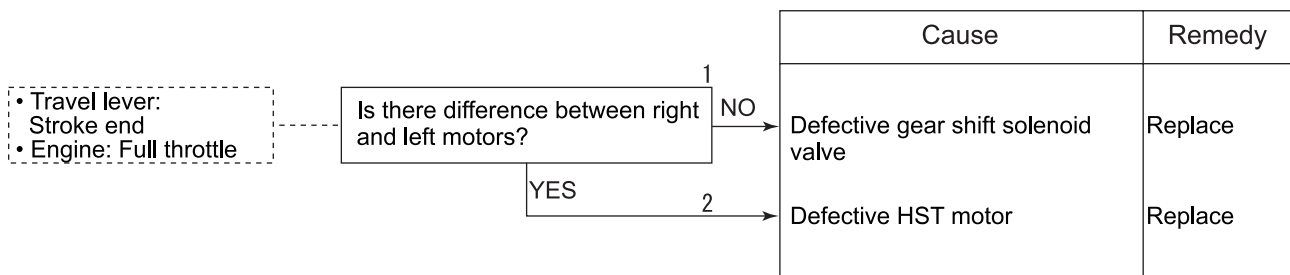 • Travel lever:
Stroke end
• Engine: Full throttle
1
Is there difference between right
and left motors?
NO
YES
2
Cause
Remedy
Defective gear shift solenoid
valve
Replace
Defective HST motor
Replace